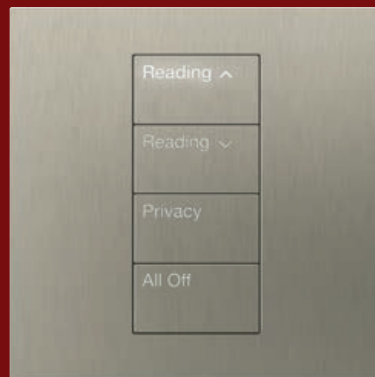 Reading ^
Reading ⌄
Privacy
All Off